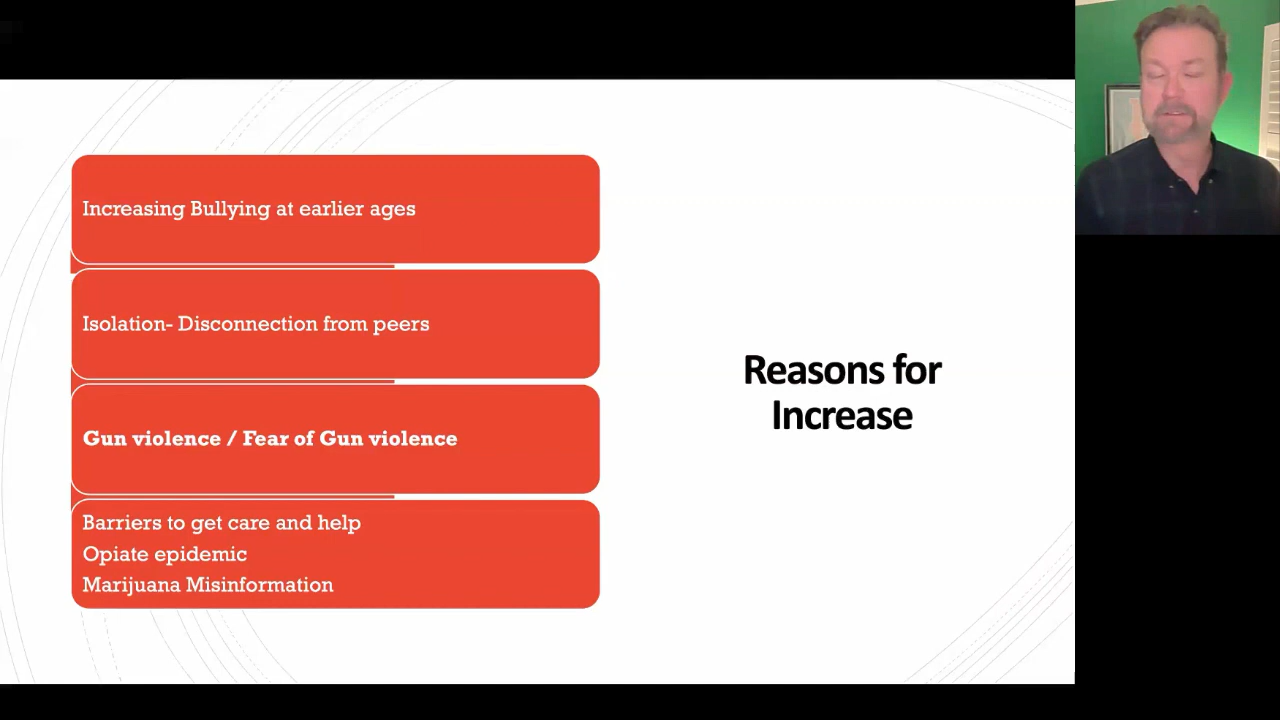 Increasing Bullying at earlier ages
Isolation- Disconnection from peers
Gun violence / Fear of Gun violence
Barriers to get care and help
Opiate epidemic
Marijuana Misinformation
Reasons for
Increase